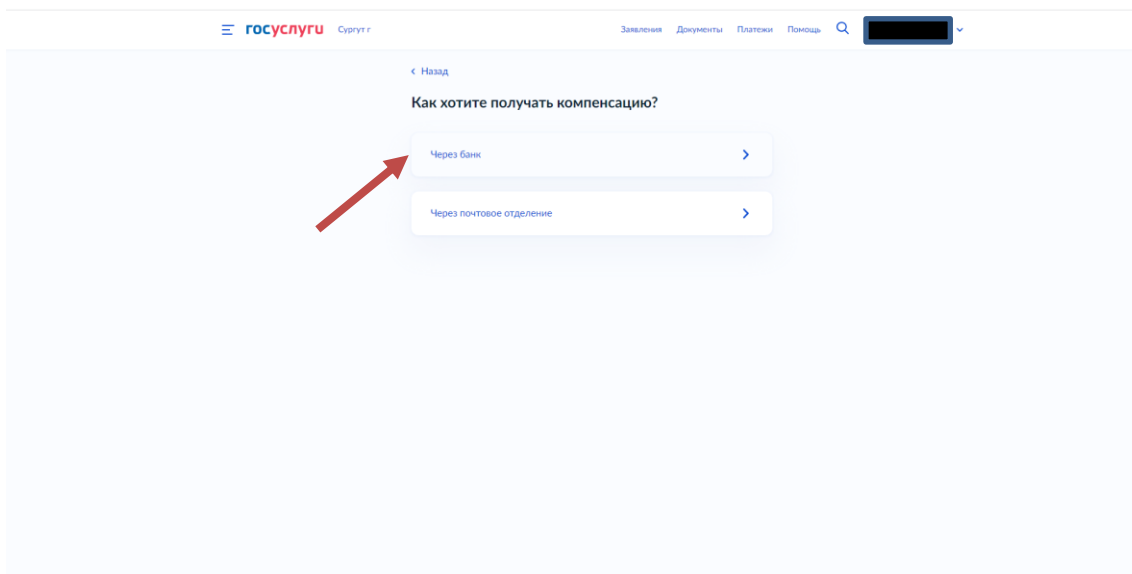 госуслуги Сургут г Заявления Документы Платежи Помощь
Назад
Как хотите получать компенсацию?
Через банк
Через почтовое отделение